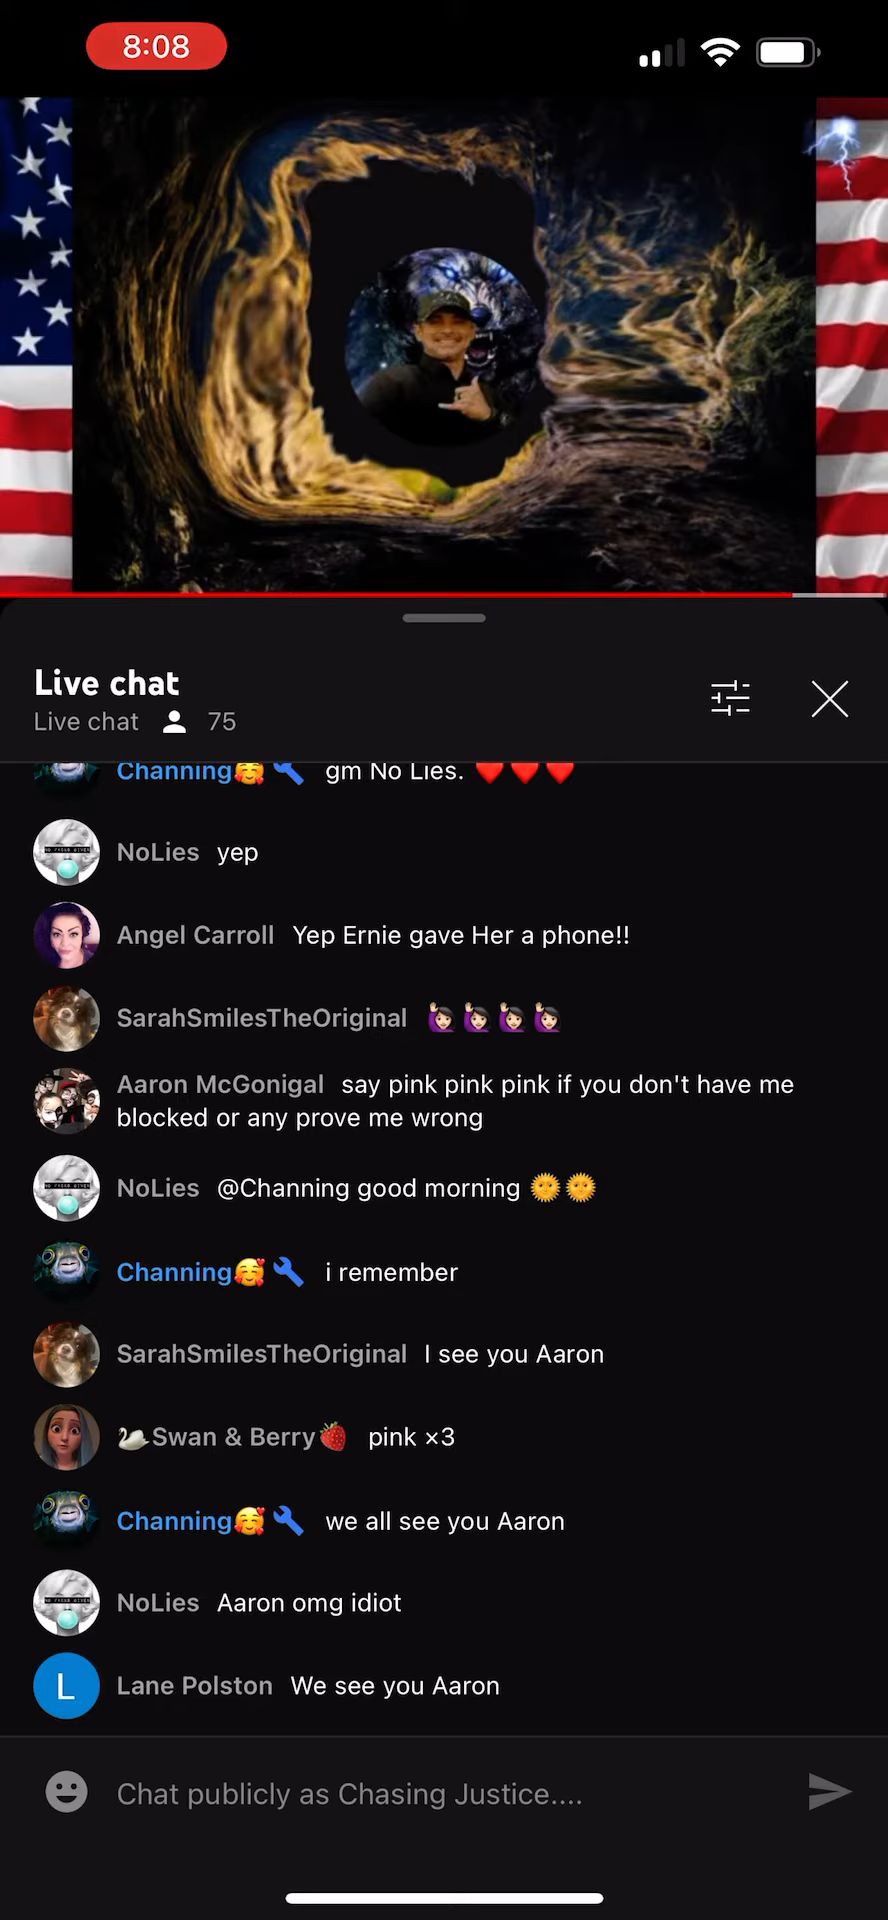 8:08
Live chat
Live chat 75
Channing🥰 gm No Lies. ❤️❤️❤️
NoLies yep
Angel Carroll Yep Ernie gave Her a phone!!
SarahSmilesTheOriginal 🙋🏻‍♀️🙋🏻‍♀️🙋🏻‍♀️🙋🏻‍♀️
Aaron McGonigal say pink pink pink if you don't have me
blocked or any prove me wrong
NoLies @Channing good morning 🌞🌞
Channing🥰 i remember
SarahSmilesTheOriginal I see you Aaron
🦢Swan & Berry🍓 pink ×3
Channing🥰 we all see you Aaron
NoLies Aaron omg idiot
L Lane Polston We see you Aaron
Chat publicly as Chasing Justice....